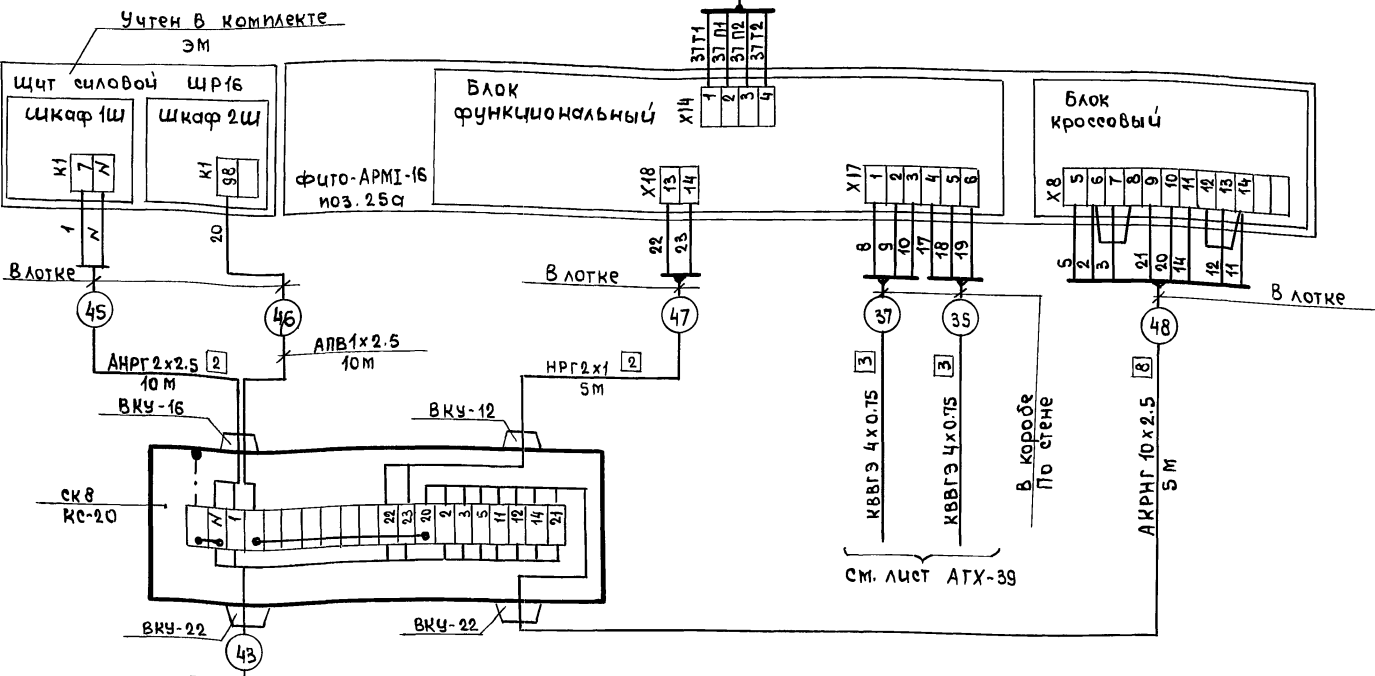 Учтен в комплекте
ЭМ
37Т1
37П1
37П2
37Т2
Щит силовой ЩР16
Шкаф 1Ш
Шкаф 2Ш
К1
7
N
К1
98
Блок
функциональный
Х14
1
2
3
4
Блок
кроссовый
фито-АРМI-16
поз. 25а
Х18
13
14
Х17
1
2
3
4
5
6
Х8
5
6
7
8
9
10
11
12
13
14
1
N
20
22
23
8
9
10
17
18
19
5
2
3
21
20
14
12
11
В лотке
В лотке
В лотке
45
46
47
37
35
48
АНРГ 2х2.5
2
10 м
АПВ1х2.5
10 м
НРГ2х1
2
5м
3
КВВГЭ 4х0.75
3
КВВГЭ 4х0.75
В коробе
По стене
8
АКРНГ 10х2.5
5 м
ВКУ-16
ВКУ-12
СК8
КС-20
N
1
22
23
20
2
3
5
11
12
14
21
См. лист АТХ-39
ВКУ-22
ВКУ-22
43